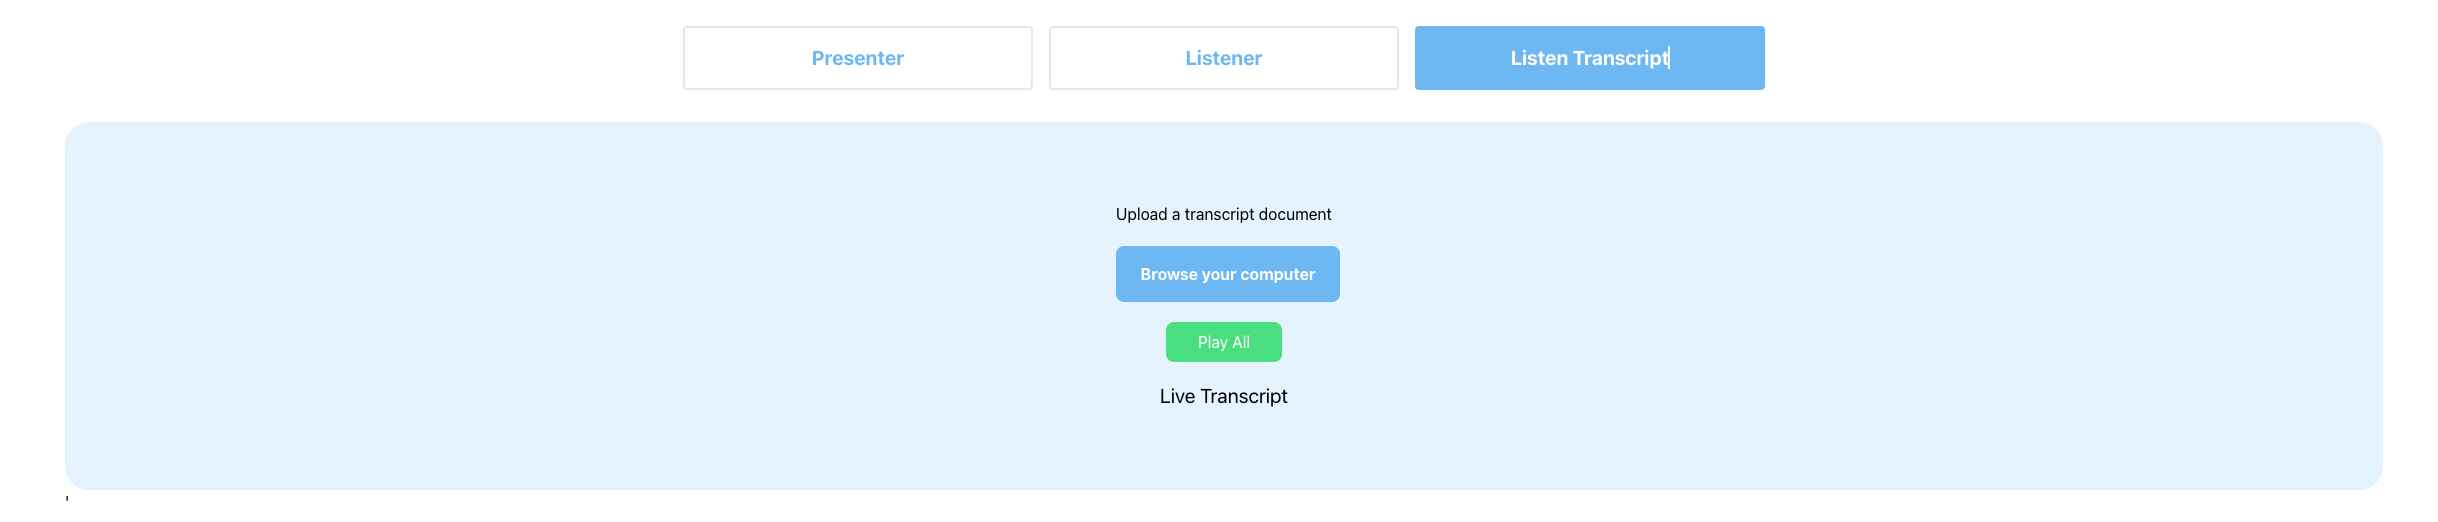 Presenter
Listener
Listen Transcript
Upload a transcript document
Browse your computer
Play All
Live Transcript
'